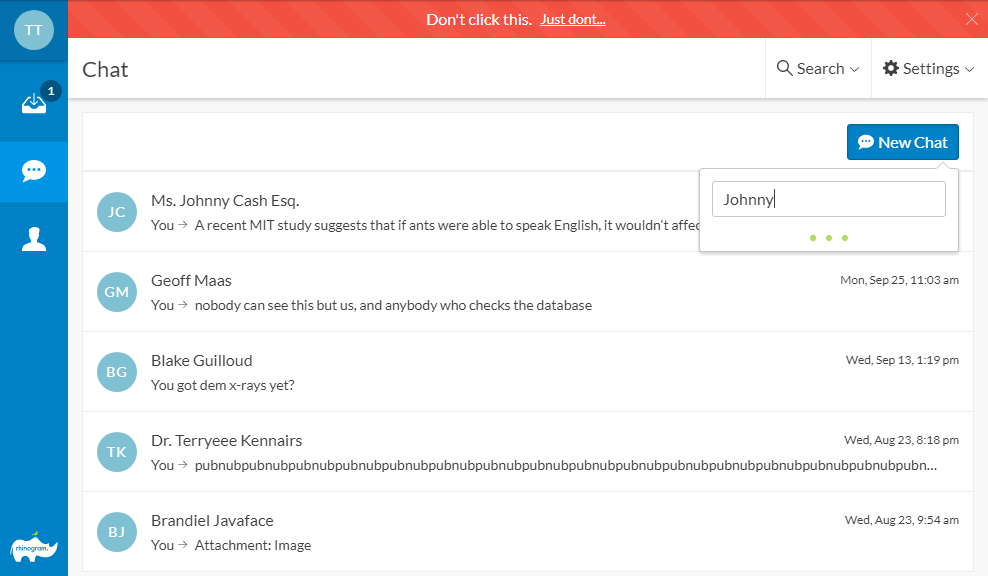 TT
Don't click this. Just dont...
1
Chat
Search
Settings
New Chat
Johnny
JC
Ms. Johnny Cash Esq.
You → A recent MIT study suggests that if ants were able to speak English, it wouldn't affec
GM
Geoff Maas
Mon, Sep 25, 11:03 am
You → nobody can see this but us, and anybody who checks the database
BG
Blake Guilloud
Wed, Sep 13, 1:19 pm
You got dem x-rays yet?
TK
Dr. Terryeee Kennairs
Wed, Aug 23, 8:18 pm
You → pubnubpubnubpubnubpubnubpubnubpubnubpubnubpubnubpubnubpubnubpubnubpubnubpubnubpubnubpubnubpubn...
BJ
Brandiel Javaface
Wed, Aug 23, 9:54 am
You → Attachment: Image
rhinogram.